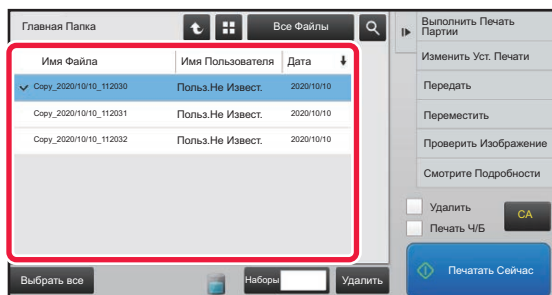 Главная Папка
Все Файлы
Имя Файла
Имя Пользователя
Дата
Copy_2020/10/10_112030
Польз.Не Извест.
2020/10/10
Copy_2020/10/10_112031
Польз.Не Извест.
2020/10/10
Copy_2020/10/10_112032
Польз.Не Извест.
2020/10/10
Выбрать все
Наборы
Удалить
Выполнить Печать
Партии
Изменить Уст. Печати
Передать
Переместить
Проверить Изображение
Смотрите Подробности
Удалить
Печать Ч/Б
CA
Печатать Сейчас